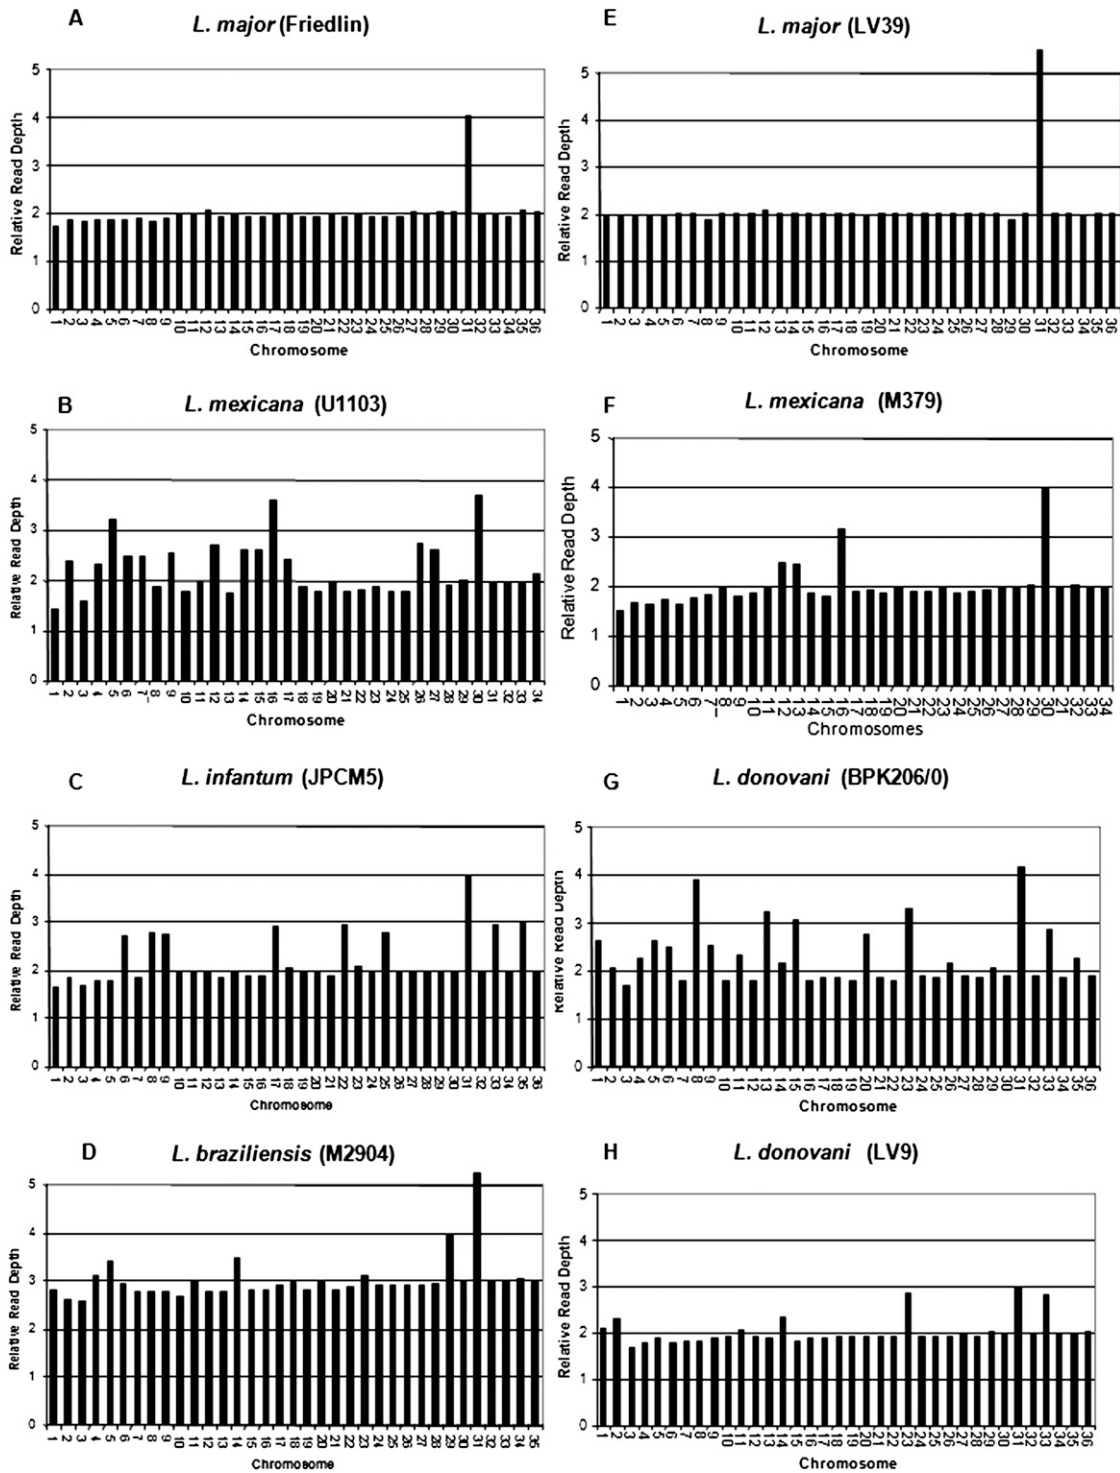 A
L. major (Friedlin)
5
4
3
2
1
0
Relative Read Depth
1 2 3 4 5 6 7 8 9 10 11 12 13 14 15 16 17 18 19 20 21 22 23 24 25 26 27 28 29 30 31 32 33 34 35 36
Chromosome
E
L. major (LV39)
5
4
3
2
1
0
Relative Read Depth
1 2 3 4 5 6 7 8 9 10 11 12 13 14 15 16 17 18 19 20 21 22 23 24 25 26 27 28 29 30 31 32 33 34 35 36
Chromosome
B
L. mexicana (U1103)
5
4
3
2
1
0
Relative Read Depth
1 2 3 4 5 6 7 8 9 10 11 12 13 14 15 16 17 18 19 20 21 22 23 24 25 26 27 28 29 30 31 32 33 34
Chromosome
F
L. mexicana (M379)
5
4
3
2
1
0
Relative Read Depth
1 2 3 4 5 6 7 8 9 10 11 12 13 14 15 16 17 18 19 20 21 22 23 24 25 26 27 28 29 30 21 32 33 34
Chromosomes
C
L. infantum (JPCM5)
5
4
3
2
1
0
Relative Read Depth
1 2 3 4 5 6 7 8 9 10 11 12 13 14 15 16 17 18 19 20 21 22 23 24 25 26 27 28 29 30 31 32 33 34 35 36
Chromosome
G
L. donovani (BPK206/0)
5
4
3
2
1
0
Relative Read Depth
1 2 3 4 5 6 7 8 9 10 11 12 13 14 15 16 17 18 19 20 21 22 23 24 25 26 27 28 29 30 31 32 33 34 35 36
Chromosome
D
L. braziliensis (M2904)
5
4
3
2
1
0
Relative Read Depth
1 2 3 4 5 6 7 8 9 10 11 12 13 14 15 16 17 18 19 20 21 22 23 24 25 26 27 28 29 30 31 32 33 34 35
Chromosome
H
L. donovani (LV9)
5
4
3
2
1
0
Relative Read Depth
1 2 3 4 5 6 7 8 9 10 11 12 13 14 15 16 17 18 19 20 21 22 23 24 25 26 27 28 29 30 31 32 33 34 35 36
Chromosome